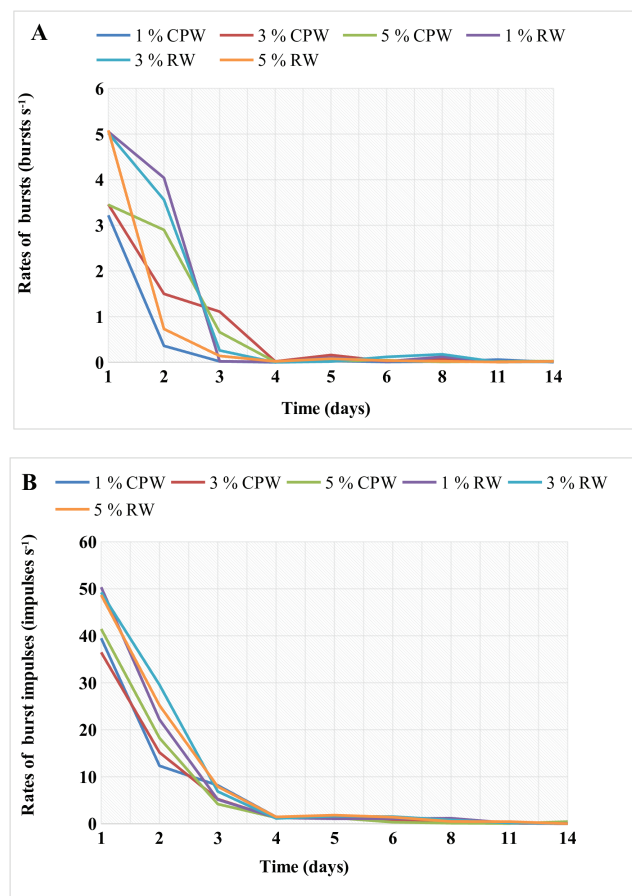 A
1 % CPW 3 % CPW 5 % CPW 1 % RW
3 % RW 5 % RW
Rates of bursts (bursts s⁻¹)
6
5
4
3
2
1
0
1 2 3 4 5 6 8 11 14
Time (days)
B
1 % CPW 3 % CPW 5 % CPW 1 % RW 3 % RW
5 % RW
Rates of burst impulses (impulses s⁻¹)
60
50
40
30
20
10
0
1 2 3 4 5 6 8 11 14
Time (days)